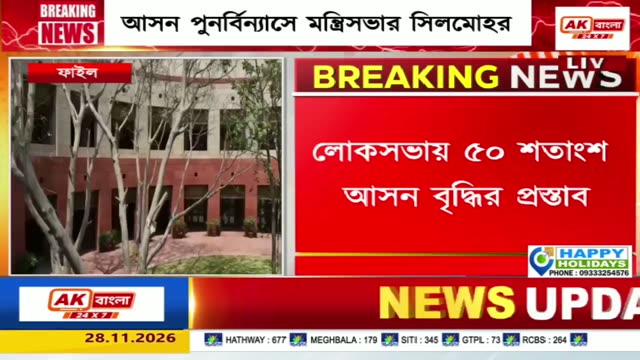 BREAKING
NEWS
আসন পুনর্বিন্যাসে মন্ত্রিসভার সিলমোহর
AK বাংলা
24X7
ফাইল
LIV
BREAKING NEWS
লোকসভায় ৫০ শতাংশ
আসন বৃদ্ধির প্রস্তাব
HAPPY
HOLIDAYS
PHONE : 09333254576
AK বাংলা
24X7
NEWS UPDA
28.11.2026
HATHWAY : 677 MEGHBALA : 179 SITI : 345 GTPL : 73 RCBS : 264